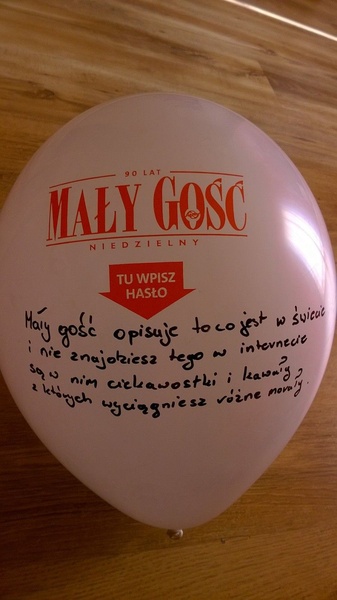 90 LAT
MAŁY GOŚĆ
NIEDZIELNY
TU WPISZ
HASŁO
Mały gość opisuje to co jest w świecie
i nie znajdziesz tego w internecie
są w nim ciekawostki i kawały
z których wyciągniesz różne morały.